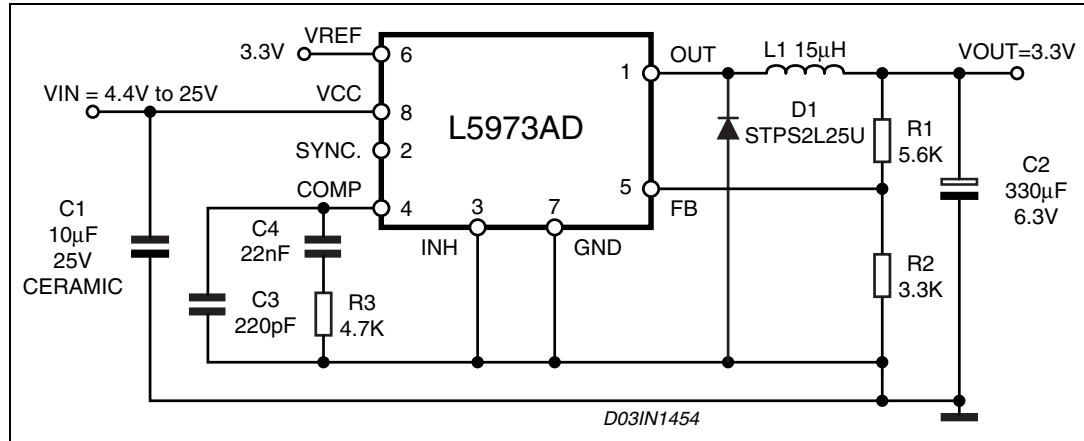 VREF
3.3V
6
OUT
L1 15μH
VOUT=3.3V
1
VIN = 4.4V to 25V
VCC
8
L5973AD
D1
STPS2L25U
R1
5.6K
SYNC.
2
COMP
4
5
FB
C2
330μF
6.3V
C1
10μF
25V
CERAMIC
C4
22nF
3
7
INH
GND
R2
3.3K
C3
220pF
R3
4.7K
D03IN1454